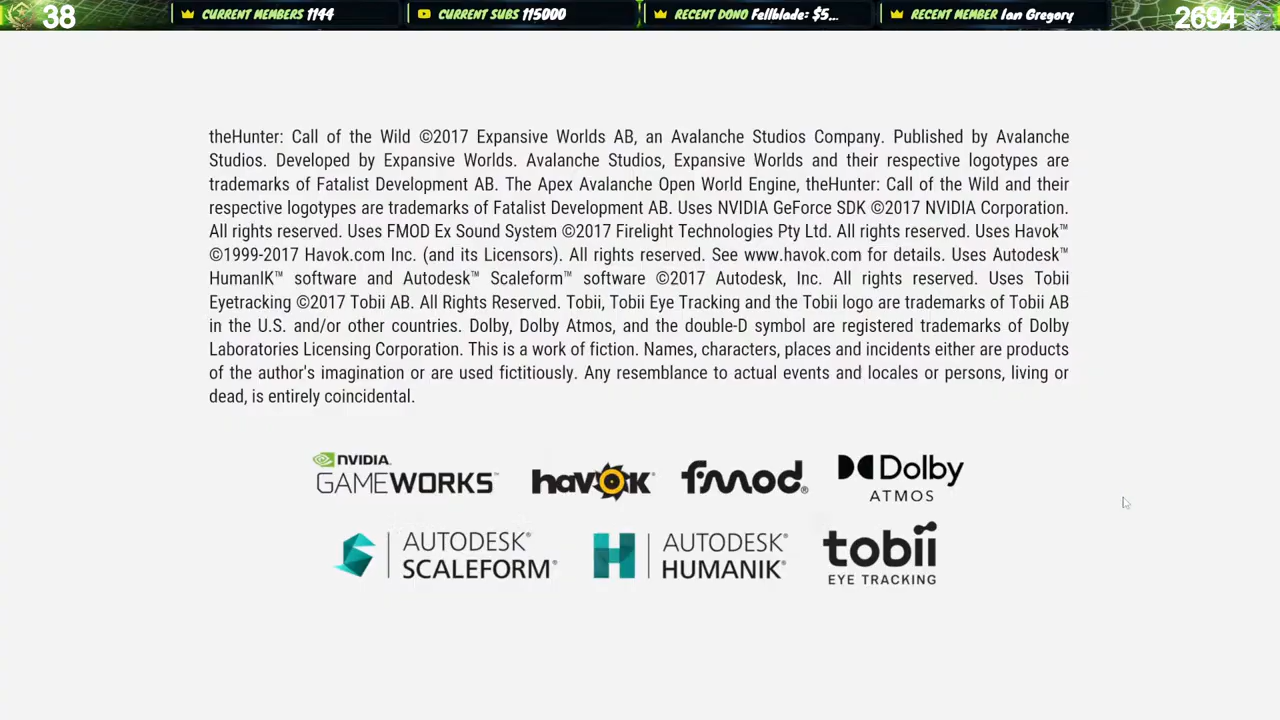 38 CURRENT MEMBERS 1144 CURRENT SUBS 115000 RECENT DONO Fellblade: $5,.. RECENT MEMBER Ian Gregory 2694
theHunter: Call of the Wild ©2017 Expansive Worlds AB, an Avalanche Studios Company. Published by Avalanche
Studios. Developed by Expansive Worlds. Avalanche Studios, Expansive Worlds and their respective logotypes are
trademarks of Fatalist Development AB. The Apex Avalanche Open World Engine, theHunter: Call of the Wild and their
respective logotypes are trademarks of Fatalist Development AB. Uses NVIDIA GeForce SDK ©2017 NVIDIA Corporation.
All rights reserved. Uses FMOD Ex Sound System ©2017 Firelight Technologies Pty Ltd. All rights reserved. Uses Havok™
©1999-2017 Havok.com Inc. (and its Licensors). All rights reserved. See www.havok.com for details. Uses Autodesk™
HumanIK™ software and Autodesk™ Scaleform™ software ©2017 Autodesk, Inc. All rights reserved. Uses Tobii
Eyetracking ©2017 Tobii AB. All Rights Reserved. Tobii, Tobii Eye Tracking and the Tobii logo are trademarks of Tobii AB
in the U.S. and/or other countries. Dolby, Dolby Atmos, and the double-D symbol are registered trademarks of Dolby
Laboratories Licensing Corporation. This is a work of fiction. Names, characters, places and incidents either are products
of the author's imagination or are used fictitiously. Any resemblance to actual events and locales or persons, living or
dead, is entirely coincidental.
NVIDIA.
GAMEWORKS™ havok® fmod® Dolby
ATMOS
AUTODESK® AUTODESK® tobii
SCALEFORM® HUMANIK® EYE TRACKING